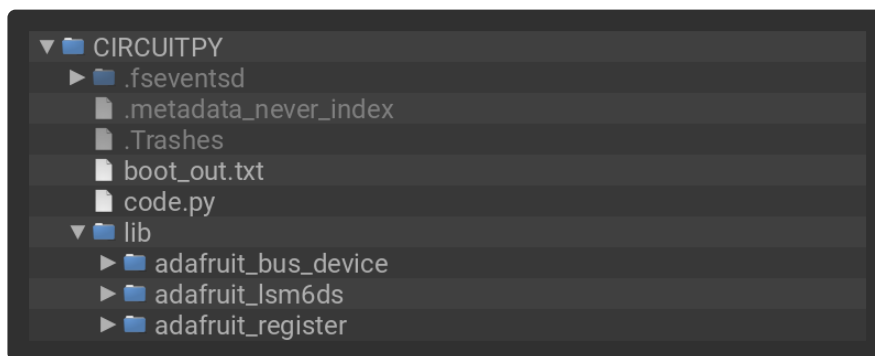 CIRCUITPY
.fseventsd
.metadata_never_index
.Trashes
boot_out.txt
code.py
lib
adafruit_bus_device
adafruit_lsm6ds
adafruit_register